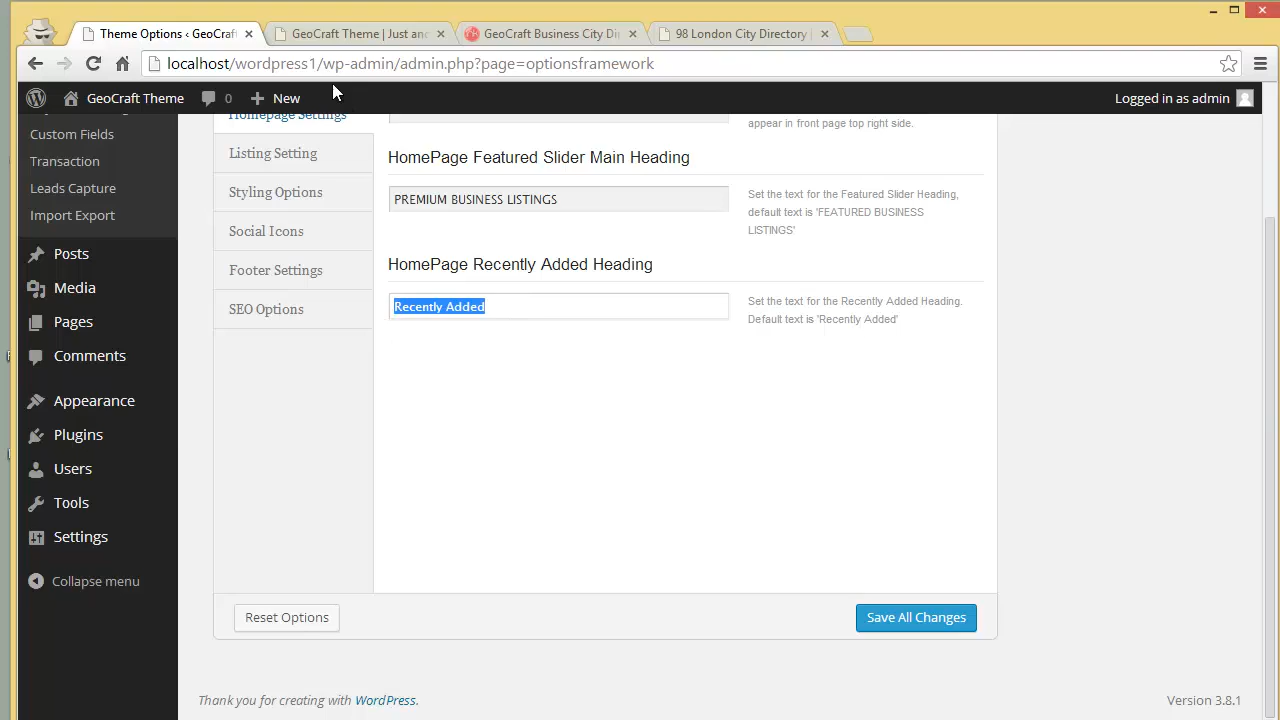 Theme Options ‹ GeoCraft
GeoCraft Theme | Just and
GeoCraft Business City Di
98 London City Directory |
localhost/wordpress1/wp-admin/admin.php?page=optionsframework
GeoCraft Theme
0
New
Logged in as admin
Custom Fields
Transaction
Leads Capture
Import Export
Posts
Media
Pages
Comments
Appearance
Plugins
Users
Tools
Settings
Collapse menu
Homepage Settings
Listing Setting
Styling Options
Social Icons
Footer Settings
SEO Options
appear in front page top right side.
HomePage Featured Slider Main Heading
PREMIUM BUSINESS LISTINGS
Set the text for the Featured Slider Heading,
default text is 'FEATURED BUSINESS
LISTINGS'
HomePage Recently Added Heading
Recently Added
Set the text for the Recently Added Heading.
Default text is 'Recently Added'
Reset Options
Save All Changes
Thank you for creating with WordPress.
Version 3.8.1